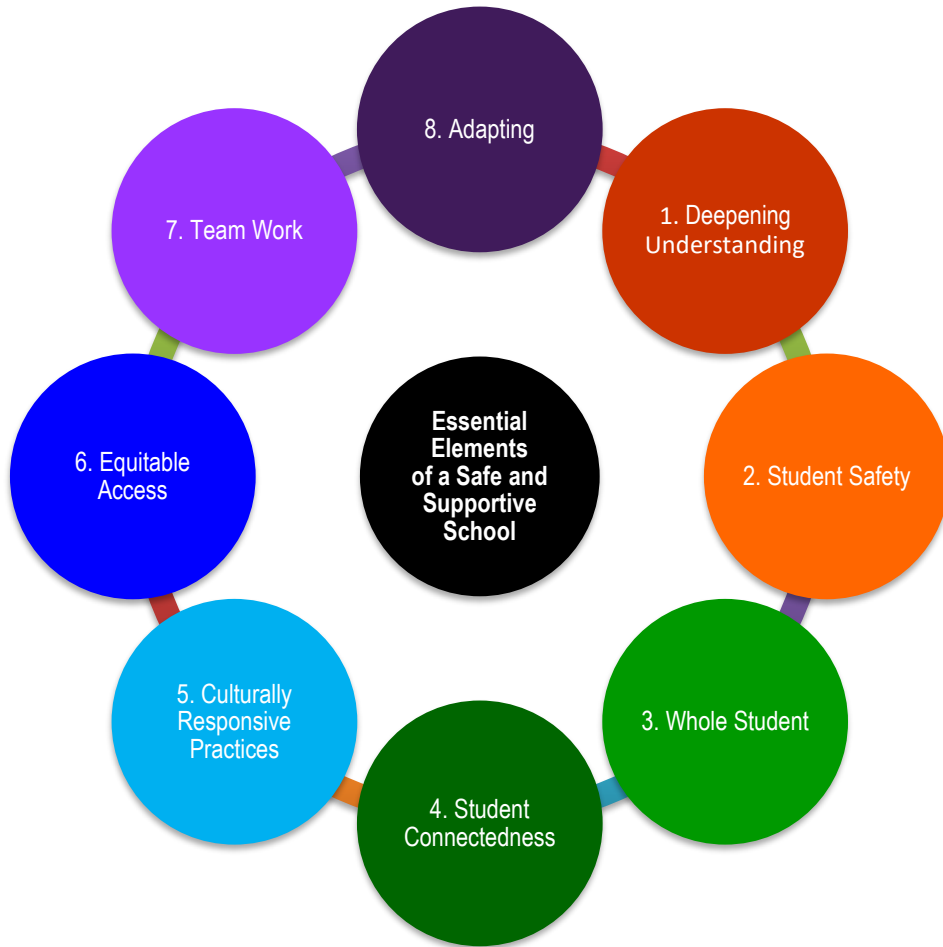 8. Adapting
1. Deepening
Understanding
2. Student Safety
3. Whole Student
4. Student
Connectedness
5. Culturally
Responsive
Practices
6. Equitable
Access
7. Team Work
Essential
Elements
of a Safe and
Supportive
School